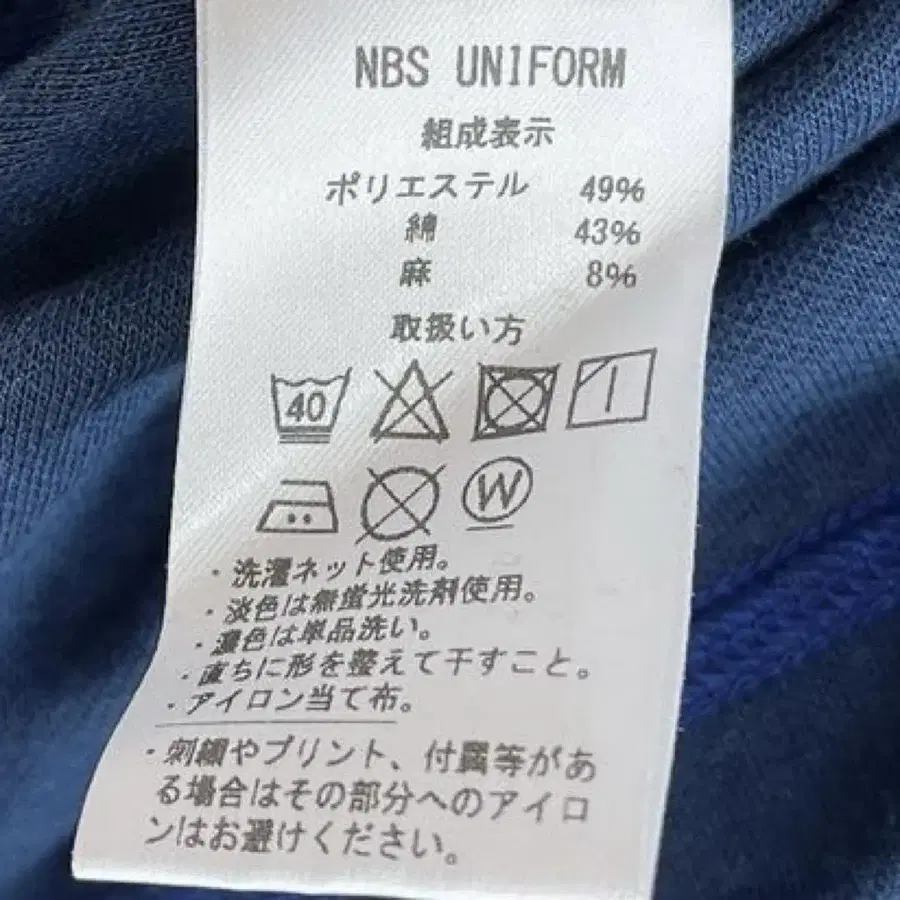 NBS UNIFORM
組成表示
ポリエステル 49%
綿 43%
麻 8%
取扱い方
40
W
・洗濯ネット使用。
・淡色は無蛍光洗剤使用。
・濃色は単品洗い。
・直ちに形を整えて干すこと。
・アイロン当て布。
・刺繍やプリント、付属等があ
る場合はその部分へのアイロ
ンはお避けください。